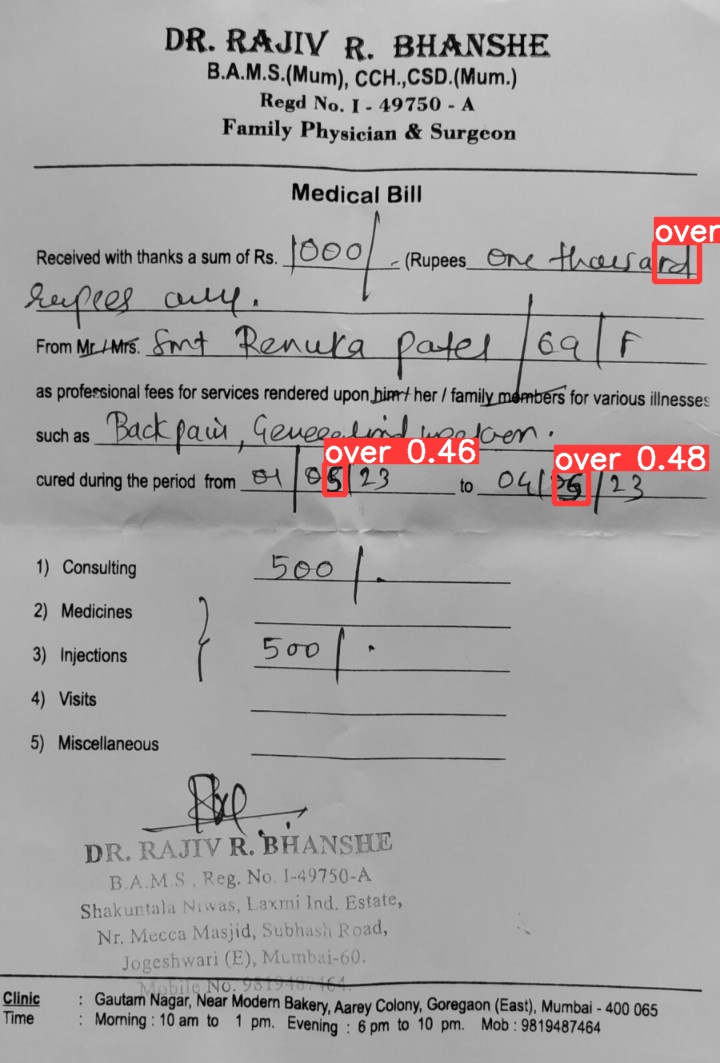 DR. RAJIV R. BHANSHE
B.A.M.S.(Mum), CCH.,CSD.(Mum.)
Regd No. I - 49750 - A
Family Physician & Surgeon
Medical Bill
Received with thanks a sum of Rs. 1000/- (Rupees one thousand
over
Rupees only.
From Mr./Mrs. Smt Renuka Patel / 69 / F
as professional fees for services rendered upon him / her / family members for various illnesses
such as Back pain,
over 0.46
over 0.48
cured during the period from 01/05/23 to 04/05/23
1) Consulting 500/.
2) Medicines
3) Injections 500/.
4) Visits
5) Miscellaneous
DR. RAJIV R. BHANSHE
B.A.M.S , Reg. No. I-49750-A
Shakuntala Niwas, Laxmi Ind. Estate,
Nr. Mecca Masjid, Subhash Road,
Jogeshwari (E), Mumbai-60.
Mobile No. 9819487464.
Clinic : Gautam Nagar, Near Modern Bakery, Aarey Colony, Goregaon (East), Mumbai - 400 065
Time : Morning : 10 am to 1 pm. Evening : 6 pm to 10 pm. Mob : 9819487464